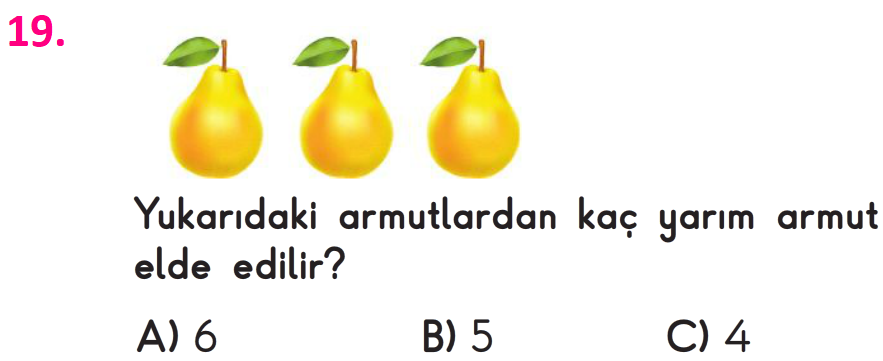 19.
Yukarıdaki armutlardan kaç yarım armut
elde edilir?
A) 6 B) 5 C) 4